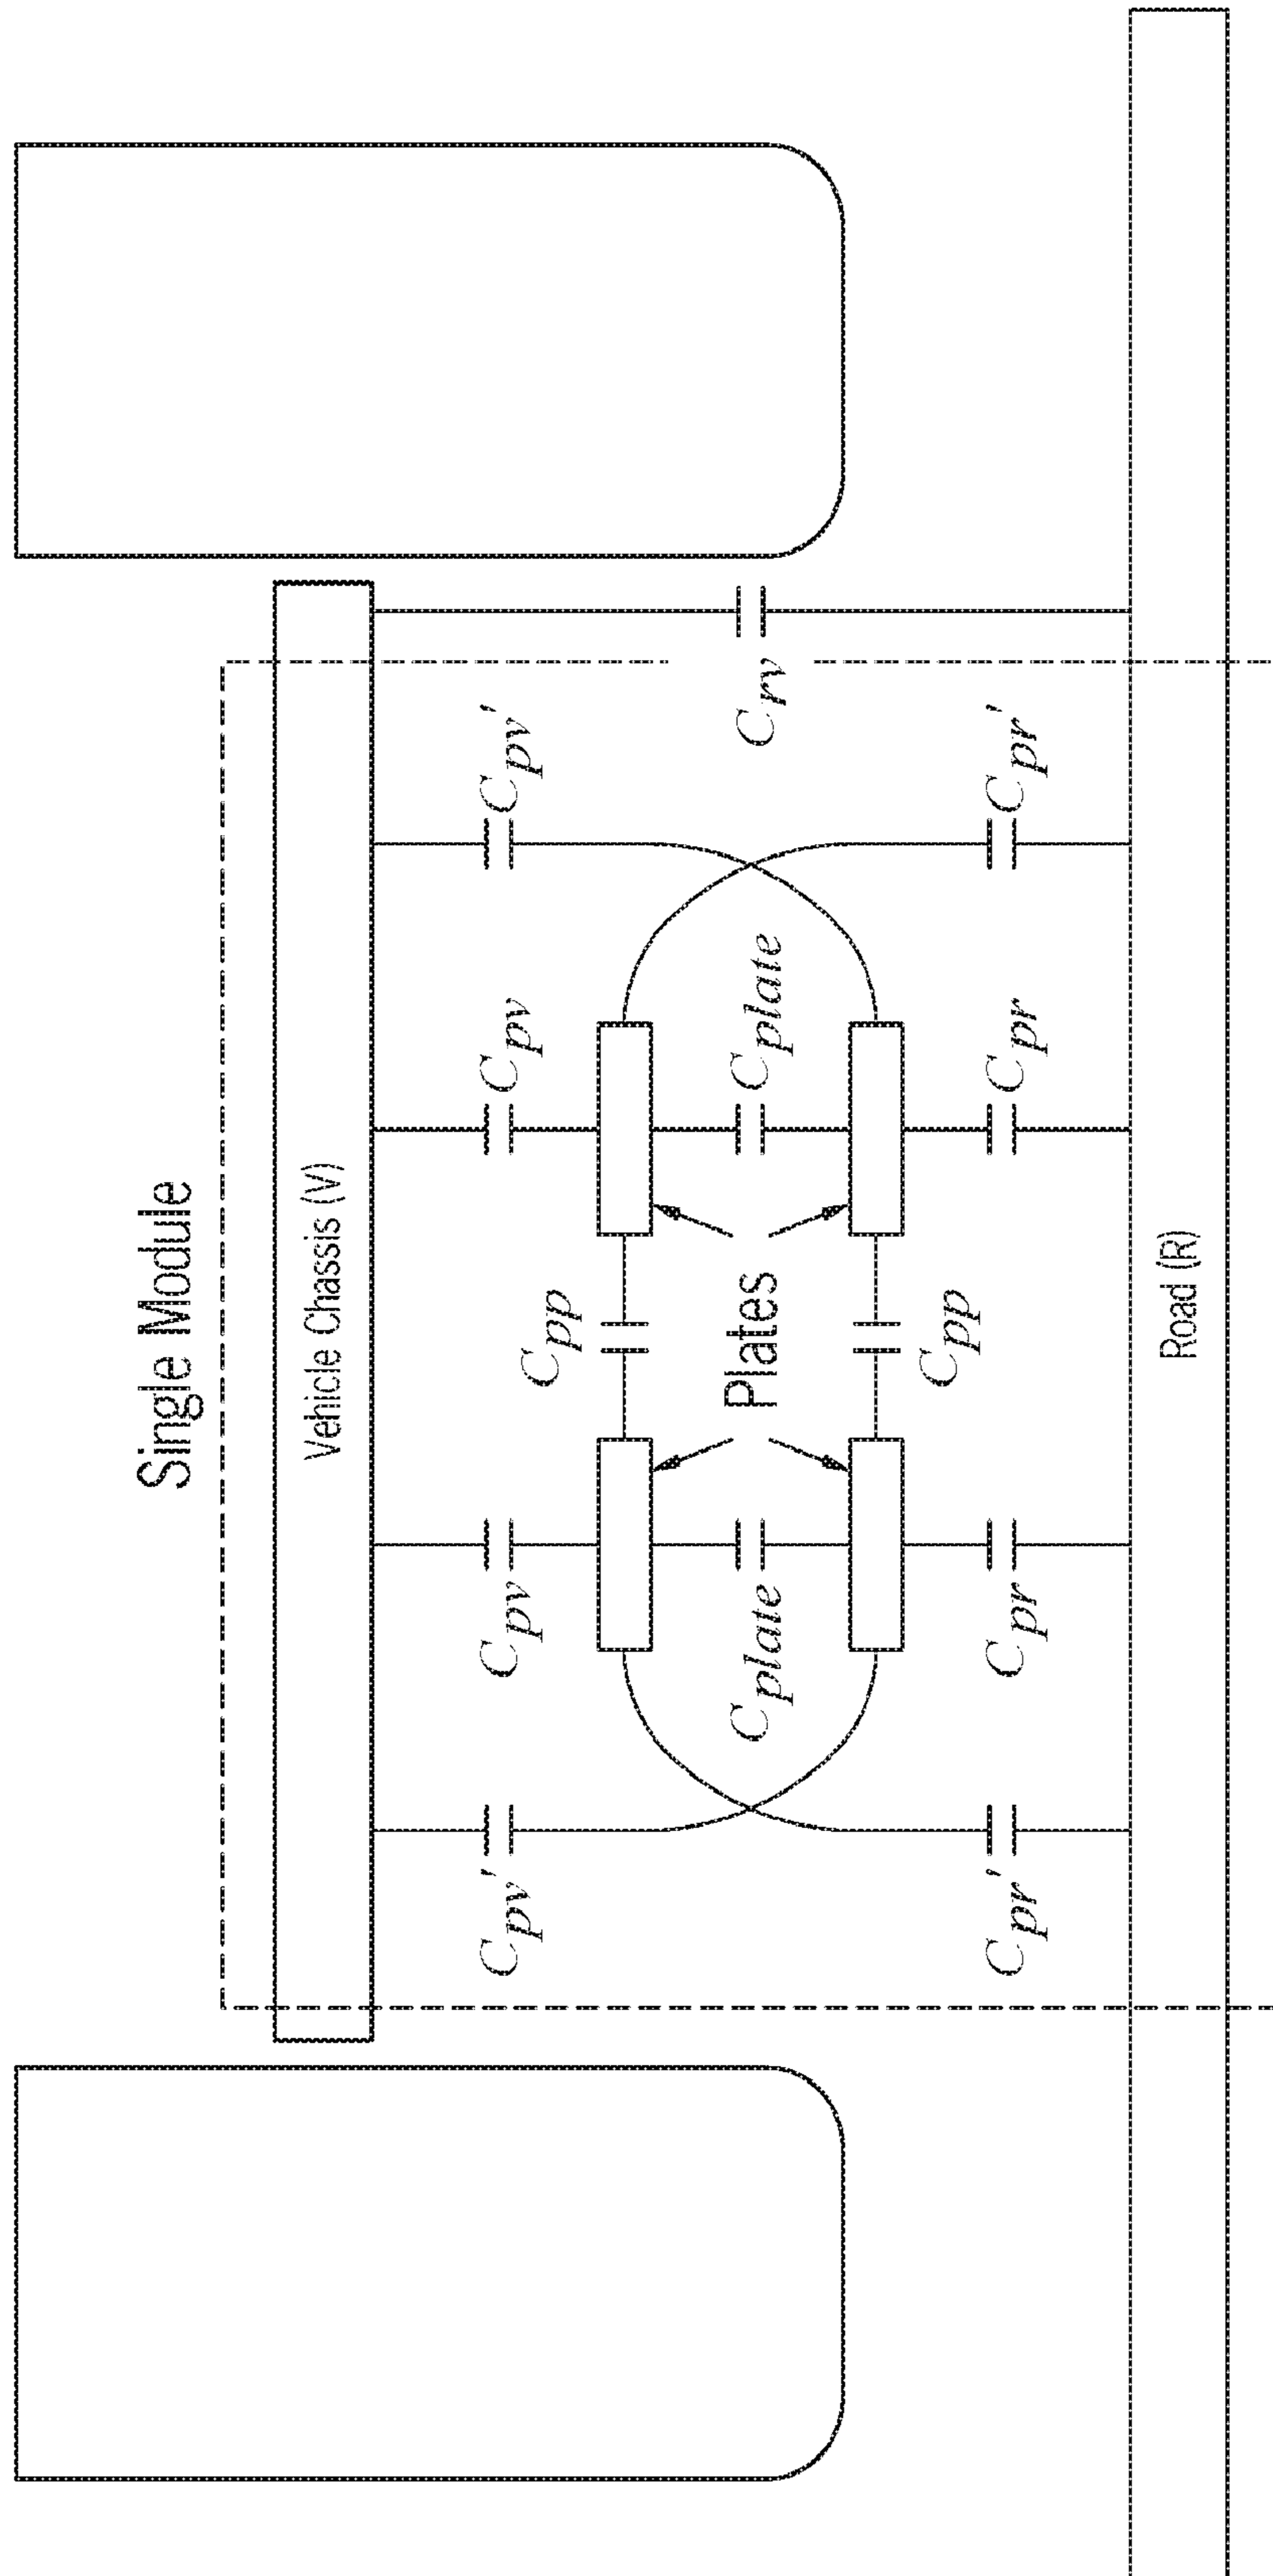 Single Module
Vehicle Chassis (V)
C_pv'
C_pv
C_pp
C_pv
C_pv'
C_plate
Plates
C_plate
C_rv
C_pr'
C_pr
C_pp
C_pr
C_pr'
Road (R)